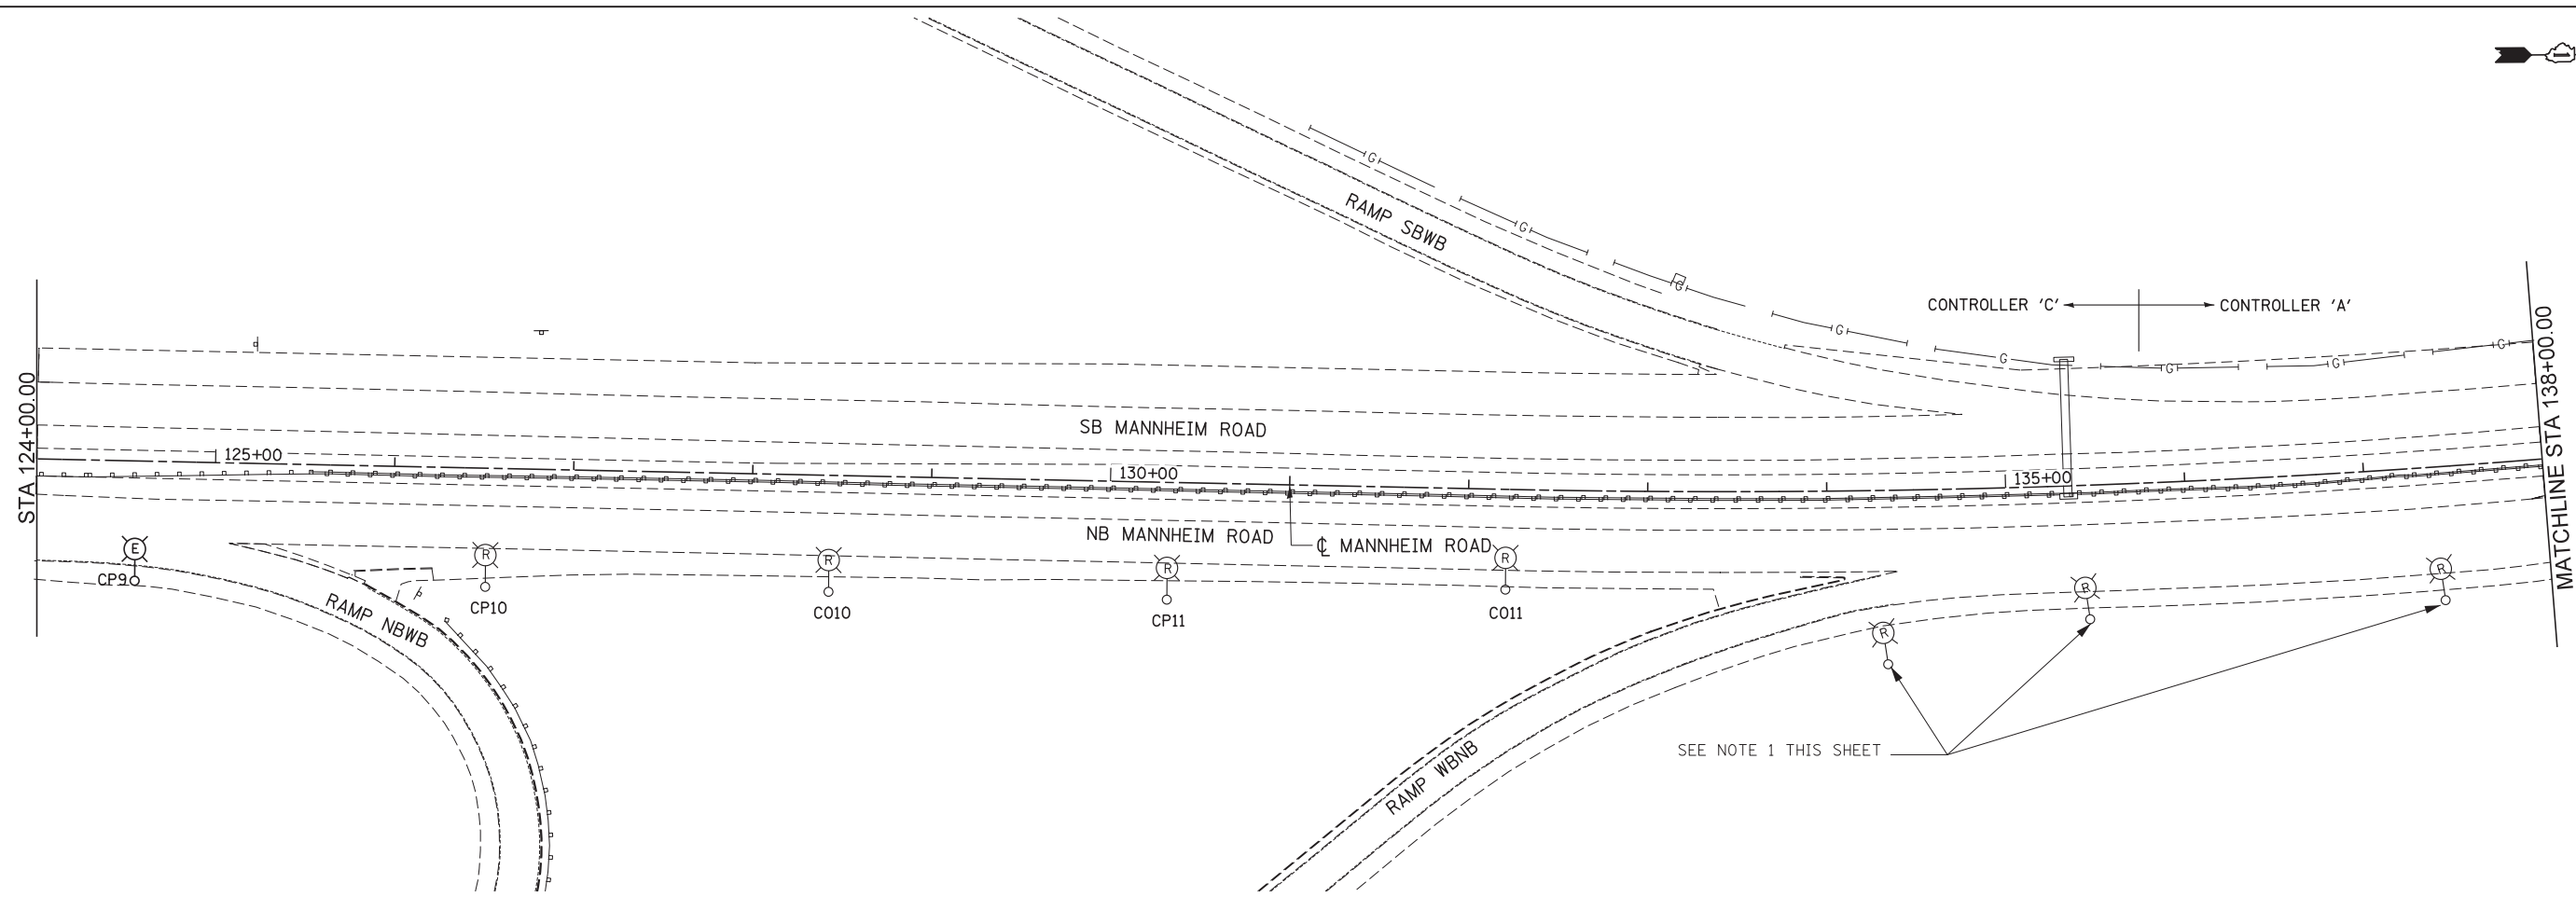 G
G
RAMP SBWB
G
CONTROLLER 'C'
CONTROLLER 'A'
G
G
G
G
G
STA 124+00.00
MATCHLINE STA 138+00.00
SB MANNHEIM ROAD
125+00
130+00
135+00
NB MANNHEIM ROAD
℄ MANNHEIM ROAD
E
R
R
R
R
R
R
R
CP9
CP10
CO10
CP11
CO11
RAMP NBWB
RAMP WBNB
SEE NOTE 1 THIS SHEET